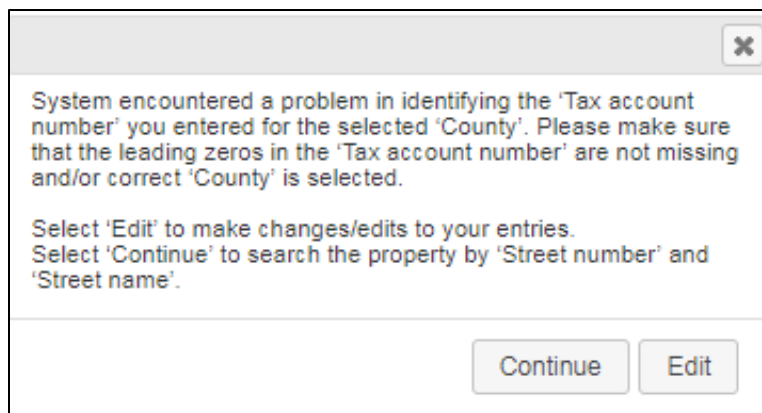 System encountered a problem in identifying the ‘Tax account
number’ you entered for the selected ‘County’. Please make sure
that the leading zeros in the ‘Tax account number’ are not missing
and/or correct ‘County’ is selected.
Select ‘Edit’ to make changes/edits to your entries.
Select ‘Continue’ to search the property by ‘Street number’ and
‘Street name’.
Continue Edit